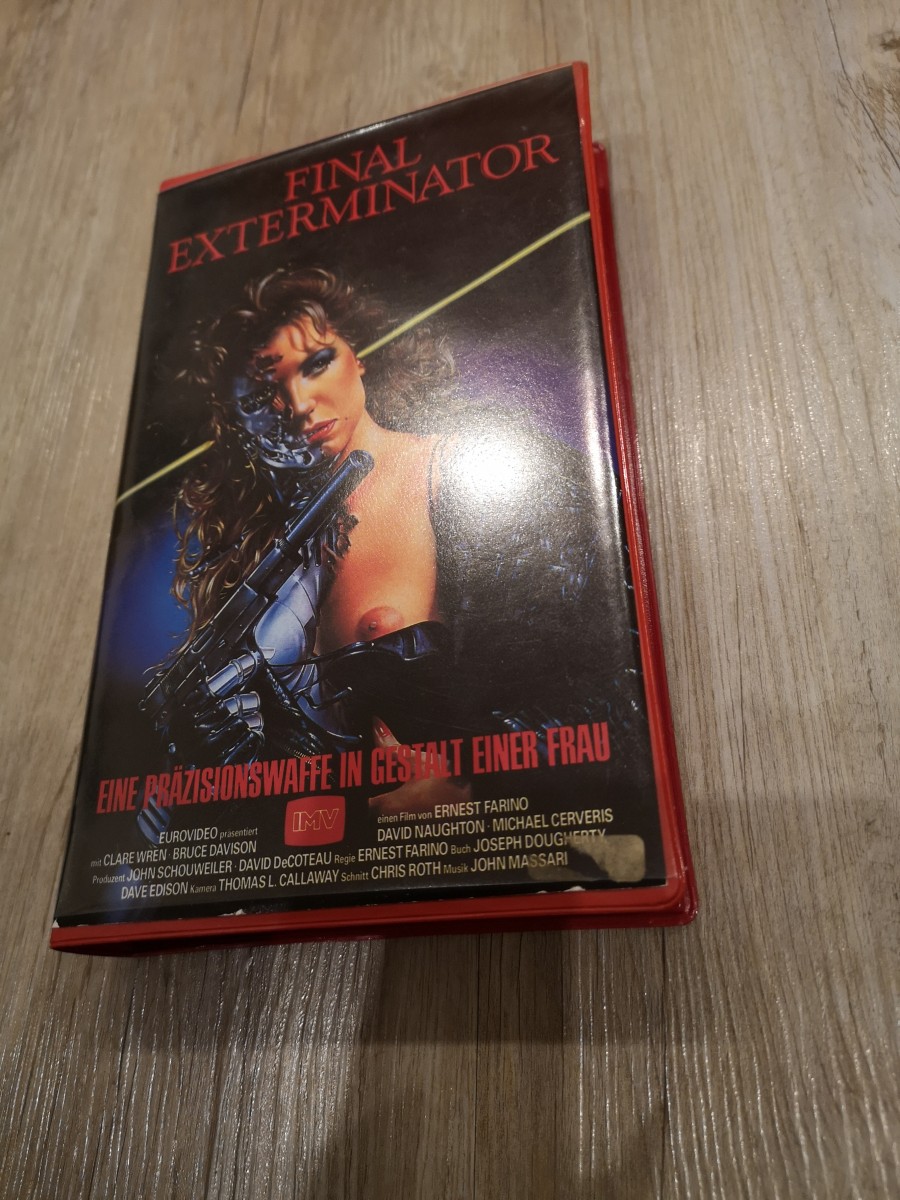 FINAL
EXTERMINATOR
EINE PRÄZISIONSWAFFE IN GESTALT EINER FRAU
EUROVIDEO präsentiert
IMV
einen Film von ERNEST FARINO
mit CLARE WREN · BRUCE DAVISON
DAVID NAUGHTON · MICHAEL CERVERIS
Produzent JOHN SCHOUWEILER · DAVID DeCOTEAU Regie ERNEST FARINO Buch JOSEPH DOUGHERTY
DAVE EDISON Kamera THOMAS L. CALLAWAY Schnitt CHRIS ROTH Musik JOHN MASSARI